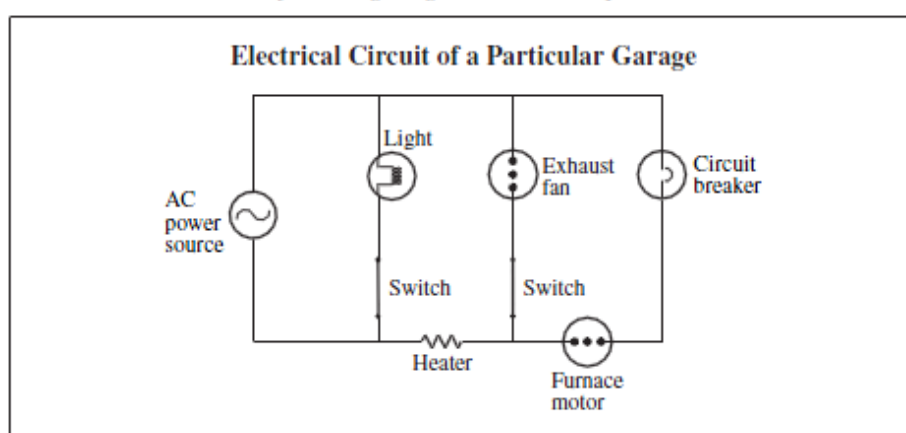 Electrical Circuit of a Particular Garage
Light
Exhaust
fan
Circuit
breaker
AC
power
source
Switch
Switch
Heater
Furnace
motor